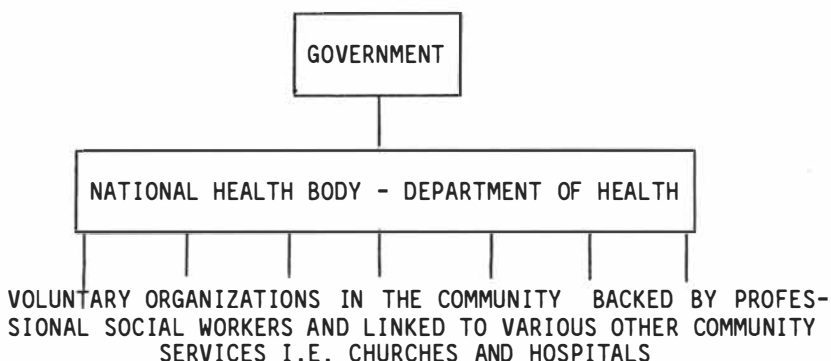 GOVERNMENT
NATIONAL HEALTH BODY - DEPARTMENT OF HEALTH
VOLUNTARY ORGANIZATIONS IN THE COMMUNITY BACKED BY PROFES-
SIONAL SOCIAL WORKERS AND LINKED TO VARIOUS OTHER COMMUNITY
SERVICES I.E. CHURCHES AND HOSPITALS